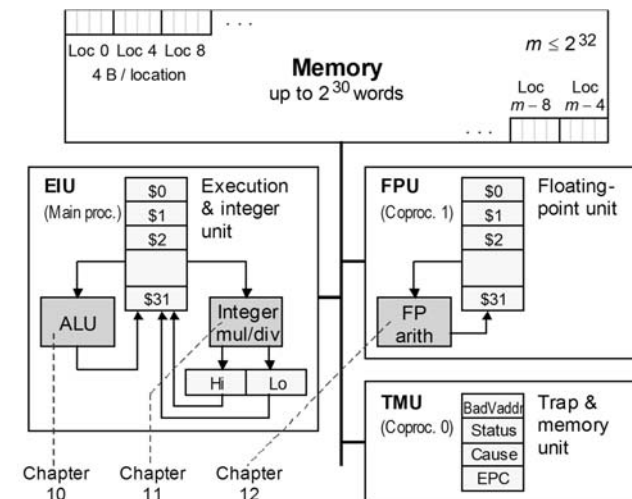 Loc 0 Loc 4 Loc 8 . . .
4 B / location
Memory
up to 2^30 words
m ≤ 2^32
Loc Loc
m – 8 m – 4
. . .
EIU
(Main proc.)
$0
$1
$2
$31
Execution
& integer
unit
ALU
Integer
mul/div
Hi Lo
FPU
(Coproc. 1)
$0
$1
$2
$31
Floating-
point unit
FP
arith
TMU
(Coproc. 0)
BadVaddr
Status
Cause
EPC
Trap &
memory
unit
Chapter
10
Chapter
11
Chapter
12